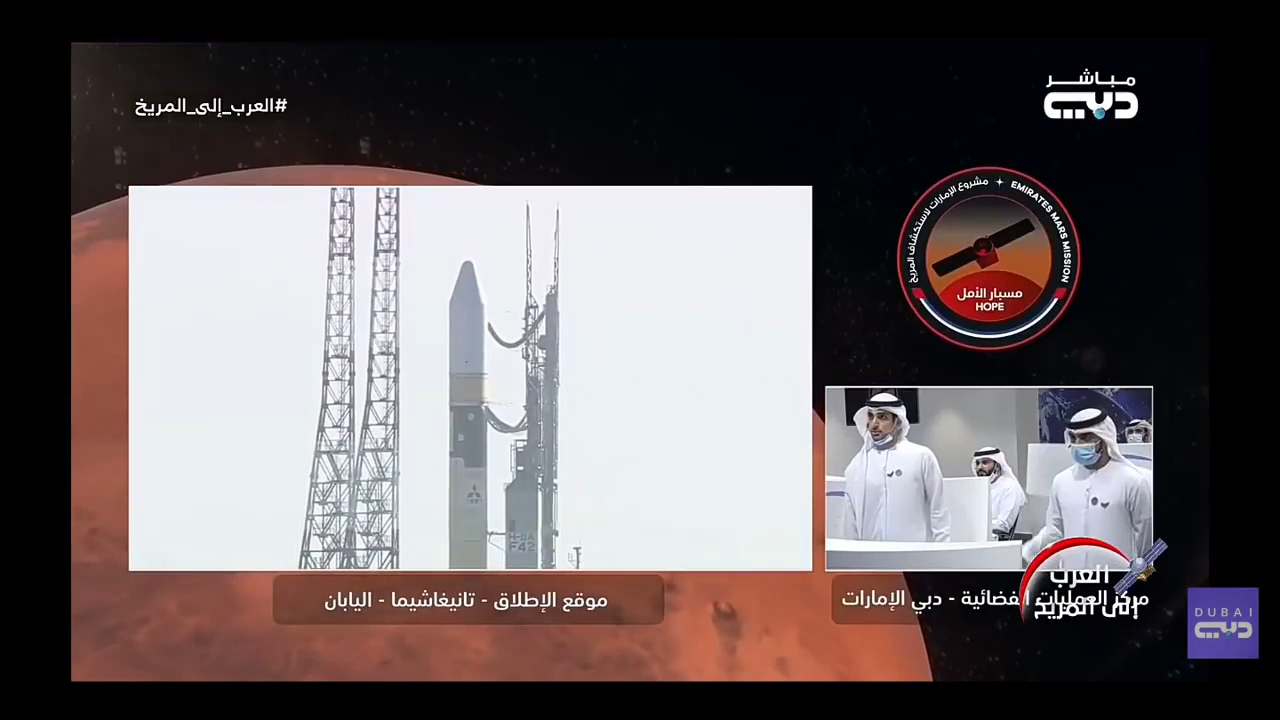 #العرب_إلى_المريخ
مباشر
دبي
مشروع الإمارات لاستكشاف المريخ
EMIRATES MARS MISSION
مسبار الأمل
HOPE
H-IIA
F42
موقع الإطلاق - تانيغاشيما - اليابان
مركز العمليات الفضائية - دبي الإمارات
العرب
إلى المريخ
DUBAI
دبي